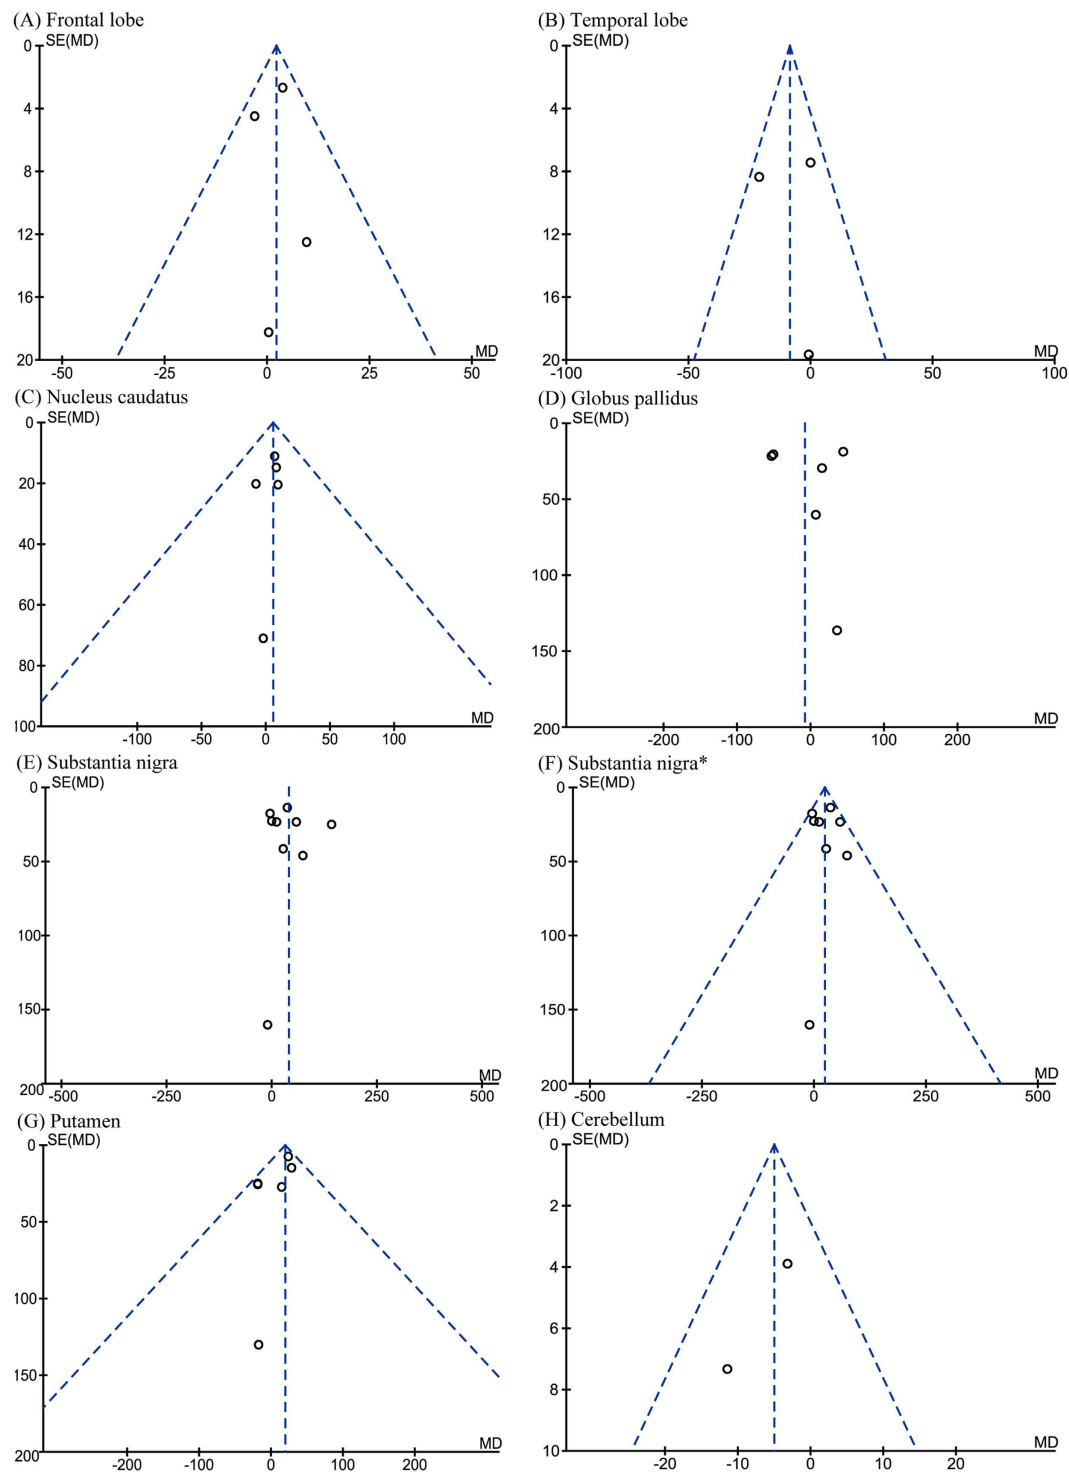 (A) Frontal lobe
SE(MD)
0
4
8
12
16
20
-50 -25 0 25 50
MD
(B) Temporal lobe
SE(MD)
0
4
8
12
16
20
-100 -50 0 50 100
MD
(C) Nucleus caudatus
SE(MD)
0
20
40
60
80
100
-100 -50 0 50 100
MD
(D) Globus pallidus
SE(MD)
0
50
100
150
200
-200 -100 0 100 200
MD
(E) Substantia nigra
SE(MD)
0
50
100
150
200
-500 -250 0 250 500
MD
(F) Substantia nigra*
SE(MD)
0
50
100
150
200
-500 -250 0 250 500
MD
(G) Putamen
SE(MD)
0
50
100
150
200
-200 -100 0 100 200
MD
(H) Cerebellum
SE(MD)
0
2
4
6
8
10
-20 -10 0 10 20
MD